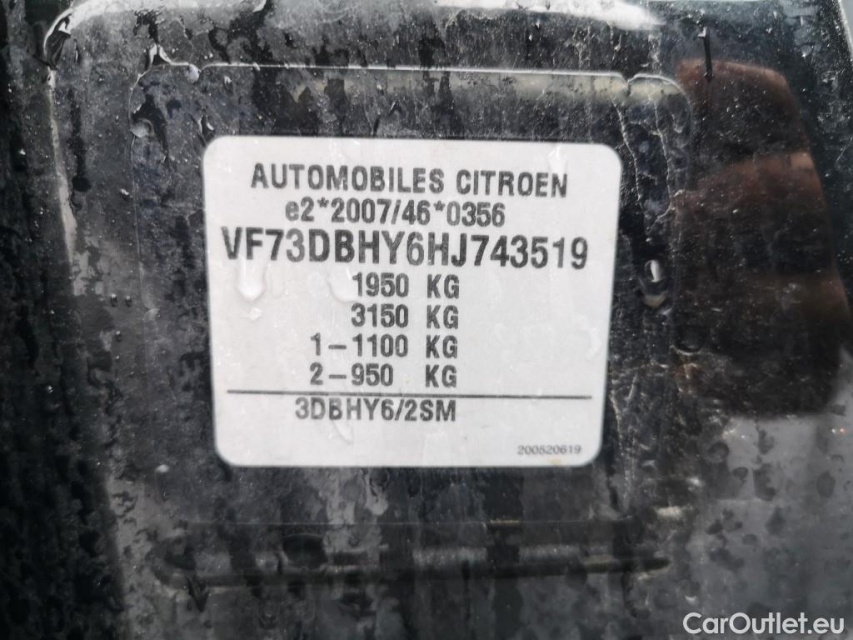 AUTOMOBILES CITROEN
e2*2007/46*0356
VF73DBHY6HJ743519
1950 KG
3150 KG
1-1100 KG
2-950 KG
3DBHY6/2SM
200520619
CarOutlet.eu